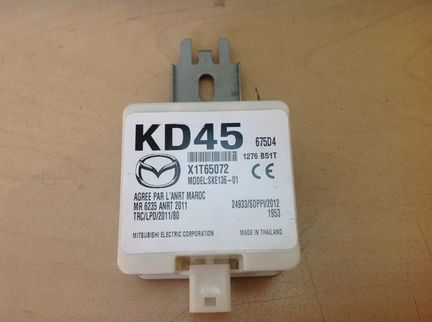 KD45 675D4
1276 B51T
X1T65072
MODEL:SKE136-01
AGREE PAR L'ANRT MAROC
MR 6235 ANRT 2011
TRC/LPD/2011/80
24933/SDPPI/2012
1953
MITSUBISHI ELECTRIC CORPORATION
MADE IN THAILAND
CE